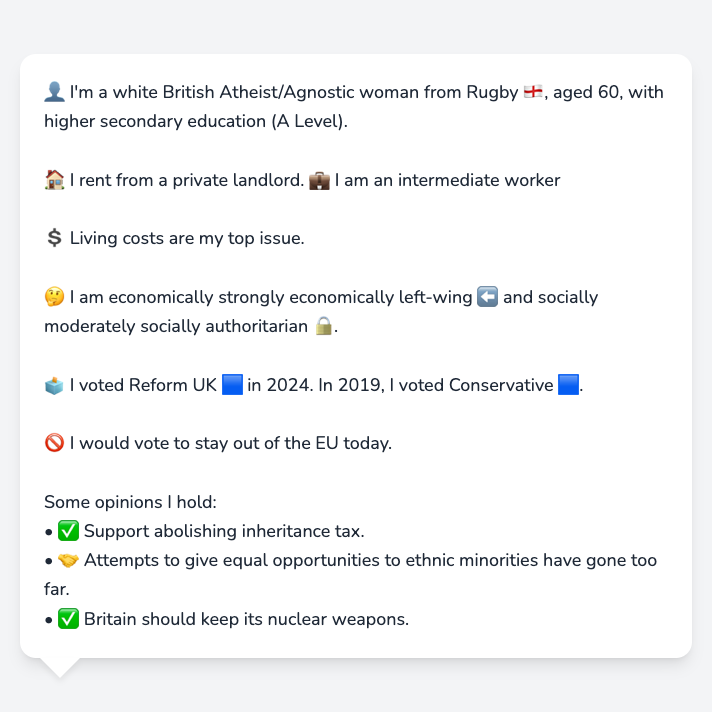 👤 I'm a white British Atheist/Agnostic woman from Rugby 🏴󠁧󠁢󠁥󠁮󠁧󠁿, aged 60, with
higher secondary education (A Level).
🏠 I rent from a private landlord. 💼 I am an intermediate worker
💲 Living costs are my top issue.
🤔 I am economically strongly economically left-wing ⬅️ and socially
moderately socially authoritarian 🔒.
🗳️ I voted Reform UK 🟦 in 2024. In 2019, I voted Conservative 🟦.
🚫 I would vote to stay out of the EU today.
Some opinions I hold:
• ✅ Support abolishing inheritance tax.
• 🤝 Attempts to give equal opportunities to ethnic minorities have gone too
far.
• ✅ Britain should keep its nuclear weapons.